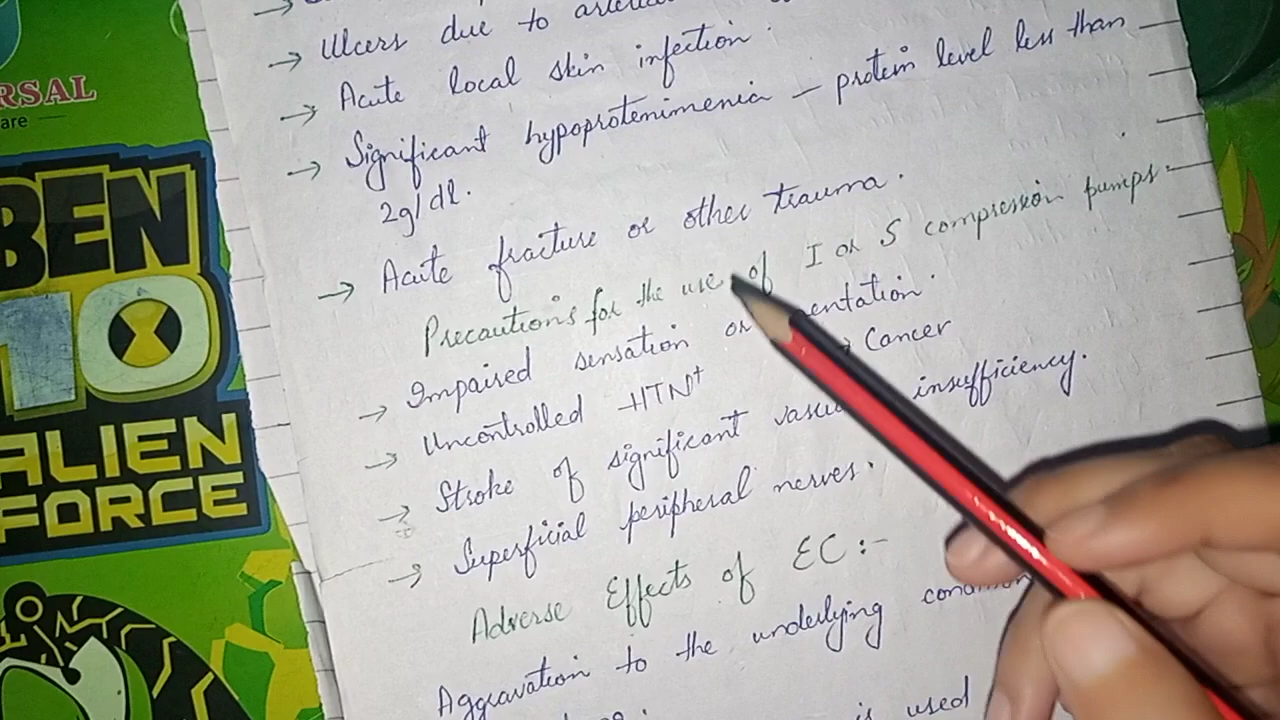 RSAL
are
BEN
10
ALIEN
FORCE
→ Ulcers due to
→ Acute local skin infection.
→ Significant hypoprotenimenia – protein level less than
2g/dl.
→ Acute fracture or other trauma.
Precautions for the use of I or S compression pumps.
→ Impaired sensation or mentation.
→ Uncontrolled HTN† → Cancer
→ Stroke of significant insufficiency.
→ Superficial peripheral nerves.
Adverse Effects of EC :-
Aggravation to the underlying
is used